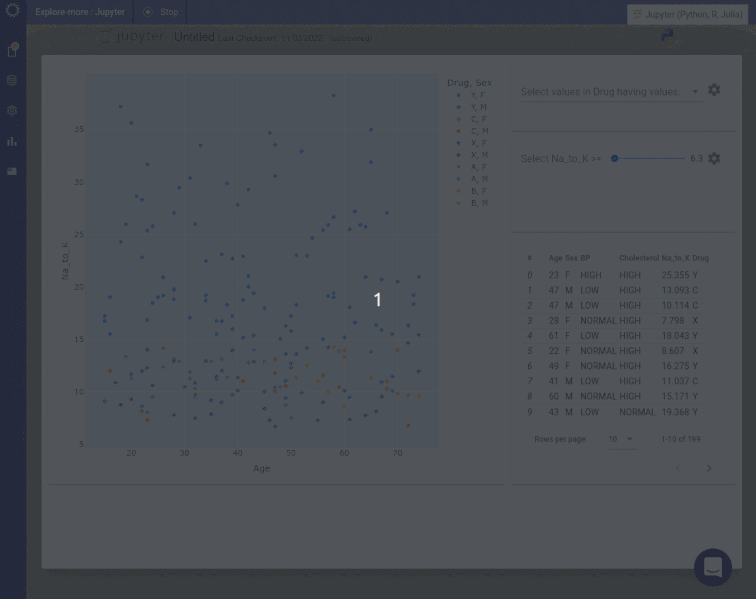 Explore more : Jupyter
Stop
Jupyter (Python, R, Julia)
jupyter Untitled Last Checkpoint: 11/03/2022 (autosaved)
Drug, Sex
Y, F
Y, M
C, F
C, M
X, F
X, M
A, F
A, M
B, F
B, M
Na_to_K
35
30
25
20
15
10
5
20 30 40 50 60 70
Age
1
Select values in Drug having values:
Select Na_to_K >= 6.3
# Age Sex BP Cholesterol Na_to_K Drug
0 23 F HIGH HIGH 25.355 Y
1 47 M LOW HIGH 13.093 C
2 47 M LOW HIGH 10.114 C
3 28 F NORMAL HIGH 7.798 X
4 61 F LOW HIGH 18.043 Y
5 22 F NORMAL HIGH 8.607 X
6 49 F NORMAL HIGH 16.275 Y
7 41 M LOW HIGH 11.037 C
8 60 M NORMAL HIGH 15.171 Y
9 43 M LOW NORMAL 19.368 Y
Rows per page: 10 1-10 of 199